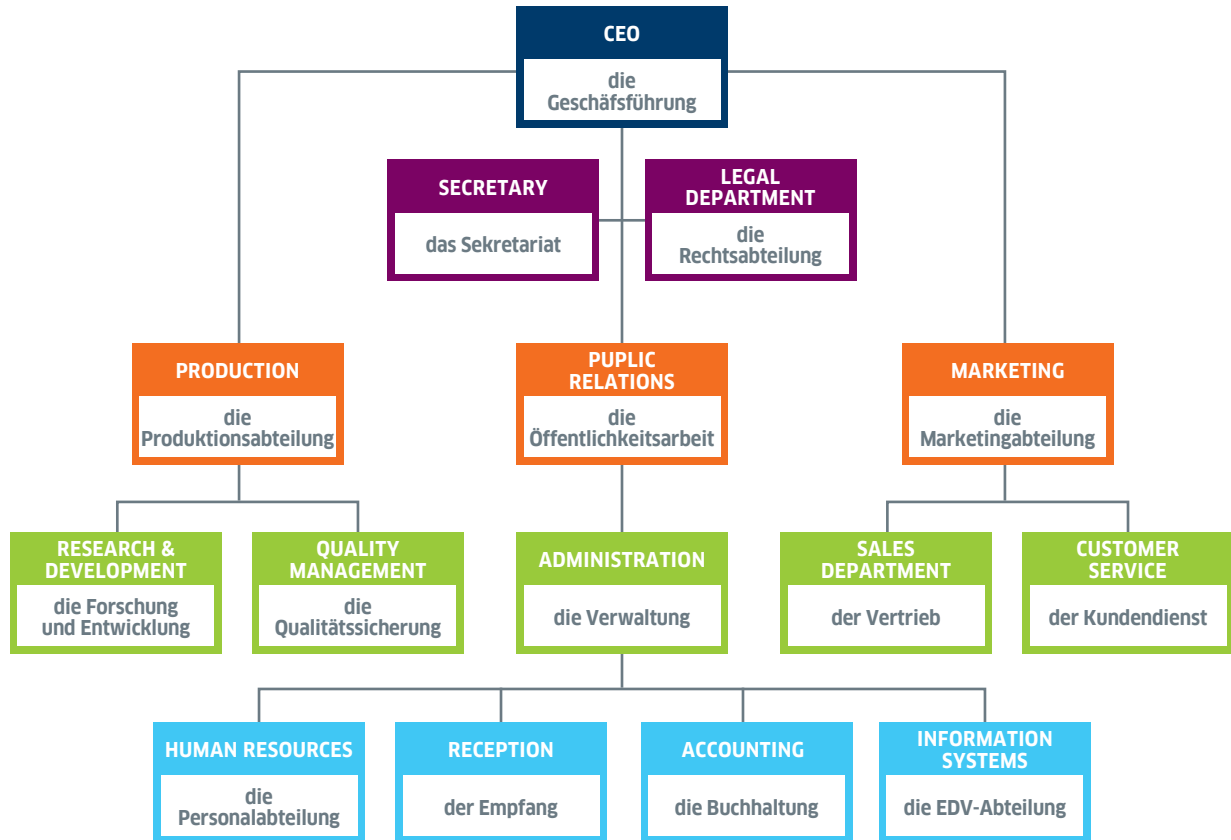 CEO
die
Geschäfsführung
SECRETARY
das Sekretariat
LEGAL
DEPARTMENT
die
Rechtsabteilung
PRODUCTION
die
Produktionsabteilung
PUPLIC
RELATIONS
die
Öffentlichkeitsarbeit
MARKETING
die
Marketingabteilung
RESEARCH &
DEVELOPMENT
die Forschung
und Entwicklung
QUALITY
MANAGEMENT
die
Qualitätssicherung
ADMINISTRATION
die Verwaltung
SALES
DEPARTMENT
der Vertrieb
CUSTOMER
SERVICE
der Kundendienst
HUMAN RESOURCES
die
Personalabteilung
RECEPTION
der Empfang
ACCOUNTING
die Buchhaltung
INFORMATION
SYSTEMS
die EDV-Abteilung